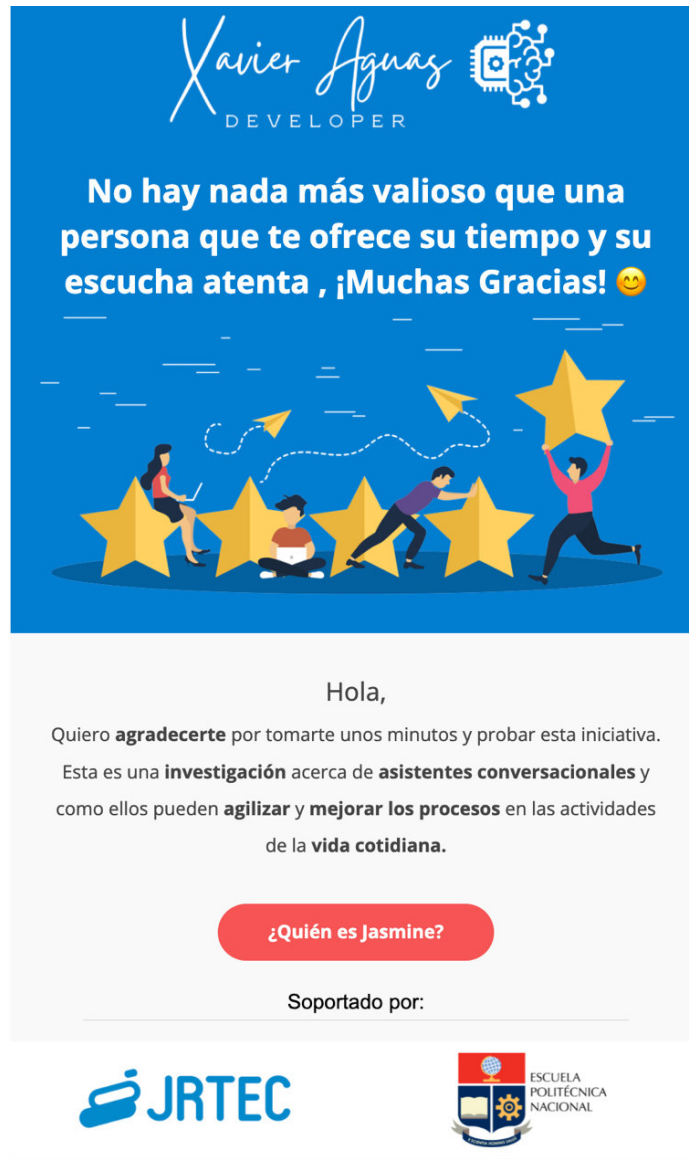 Xavier Aguas
DEVELOPER
No hay nada más valioso que una
persona que te ofrece su tiempo y su
escucha atenta , ¡Muchas Gracias! 😊
Hola,
Quiero agradecerte por tomarte unos minutos y probar esta iniciativa.
Esta es una investigación acerca de asistentes conversacionales y
como ellos pueden agilizar y mejorar los procesos en las actividades
de la vida cotidiana.
¿Quién es Jasmine?
Soportado por:
JRTEC
ESCUELA
POLITÉCNICA
NACIONAL